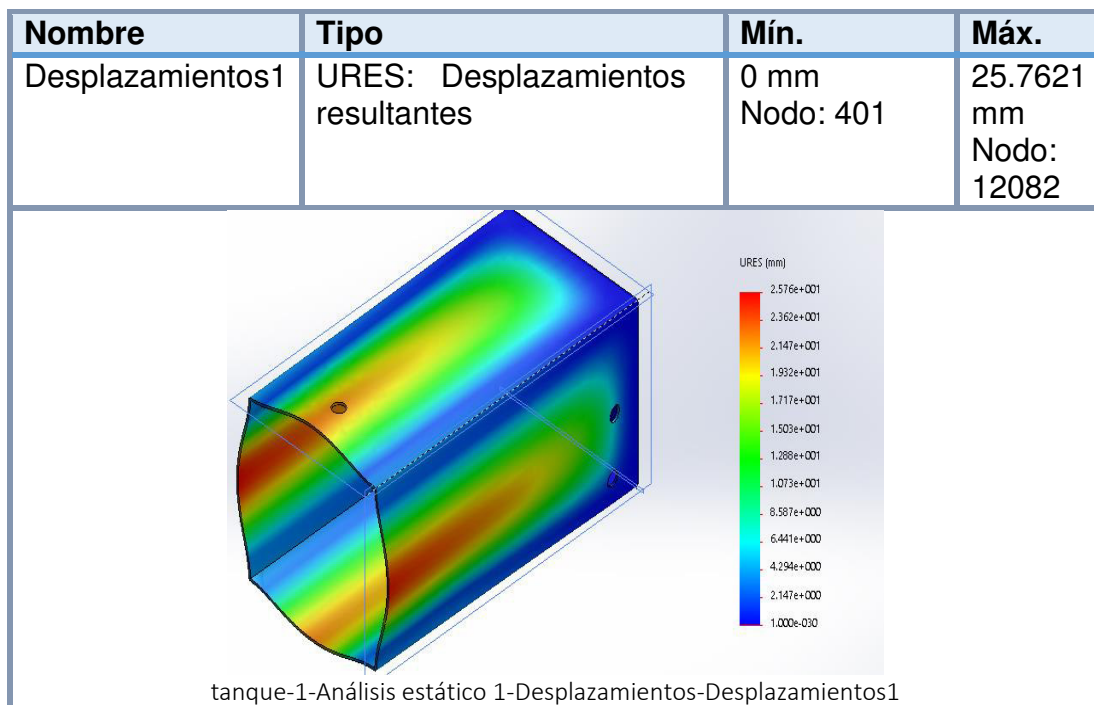 Nombre Tipo Mín. Máx.
Desplazamientos1 URES: Desplazamientos 0 mm 25.7621
resultantes Nodo: 401 mm
Nodo:
12082
URES (mm)
2.576e+001
2.362e+001
2.147e+001
1.932e+001
1.717e+001
1.503e+001
1.288e+001
1.073e+001
8.587e+000
6.441e+000
4.294e+000
2.147e+000
1.000e-030
tanque-1-Análisis estático 1-Desplazamientos-Desplazamientos1